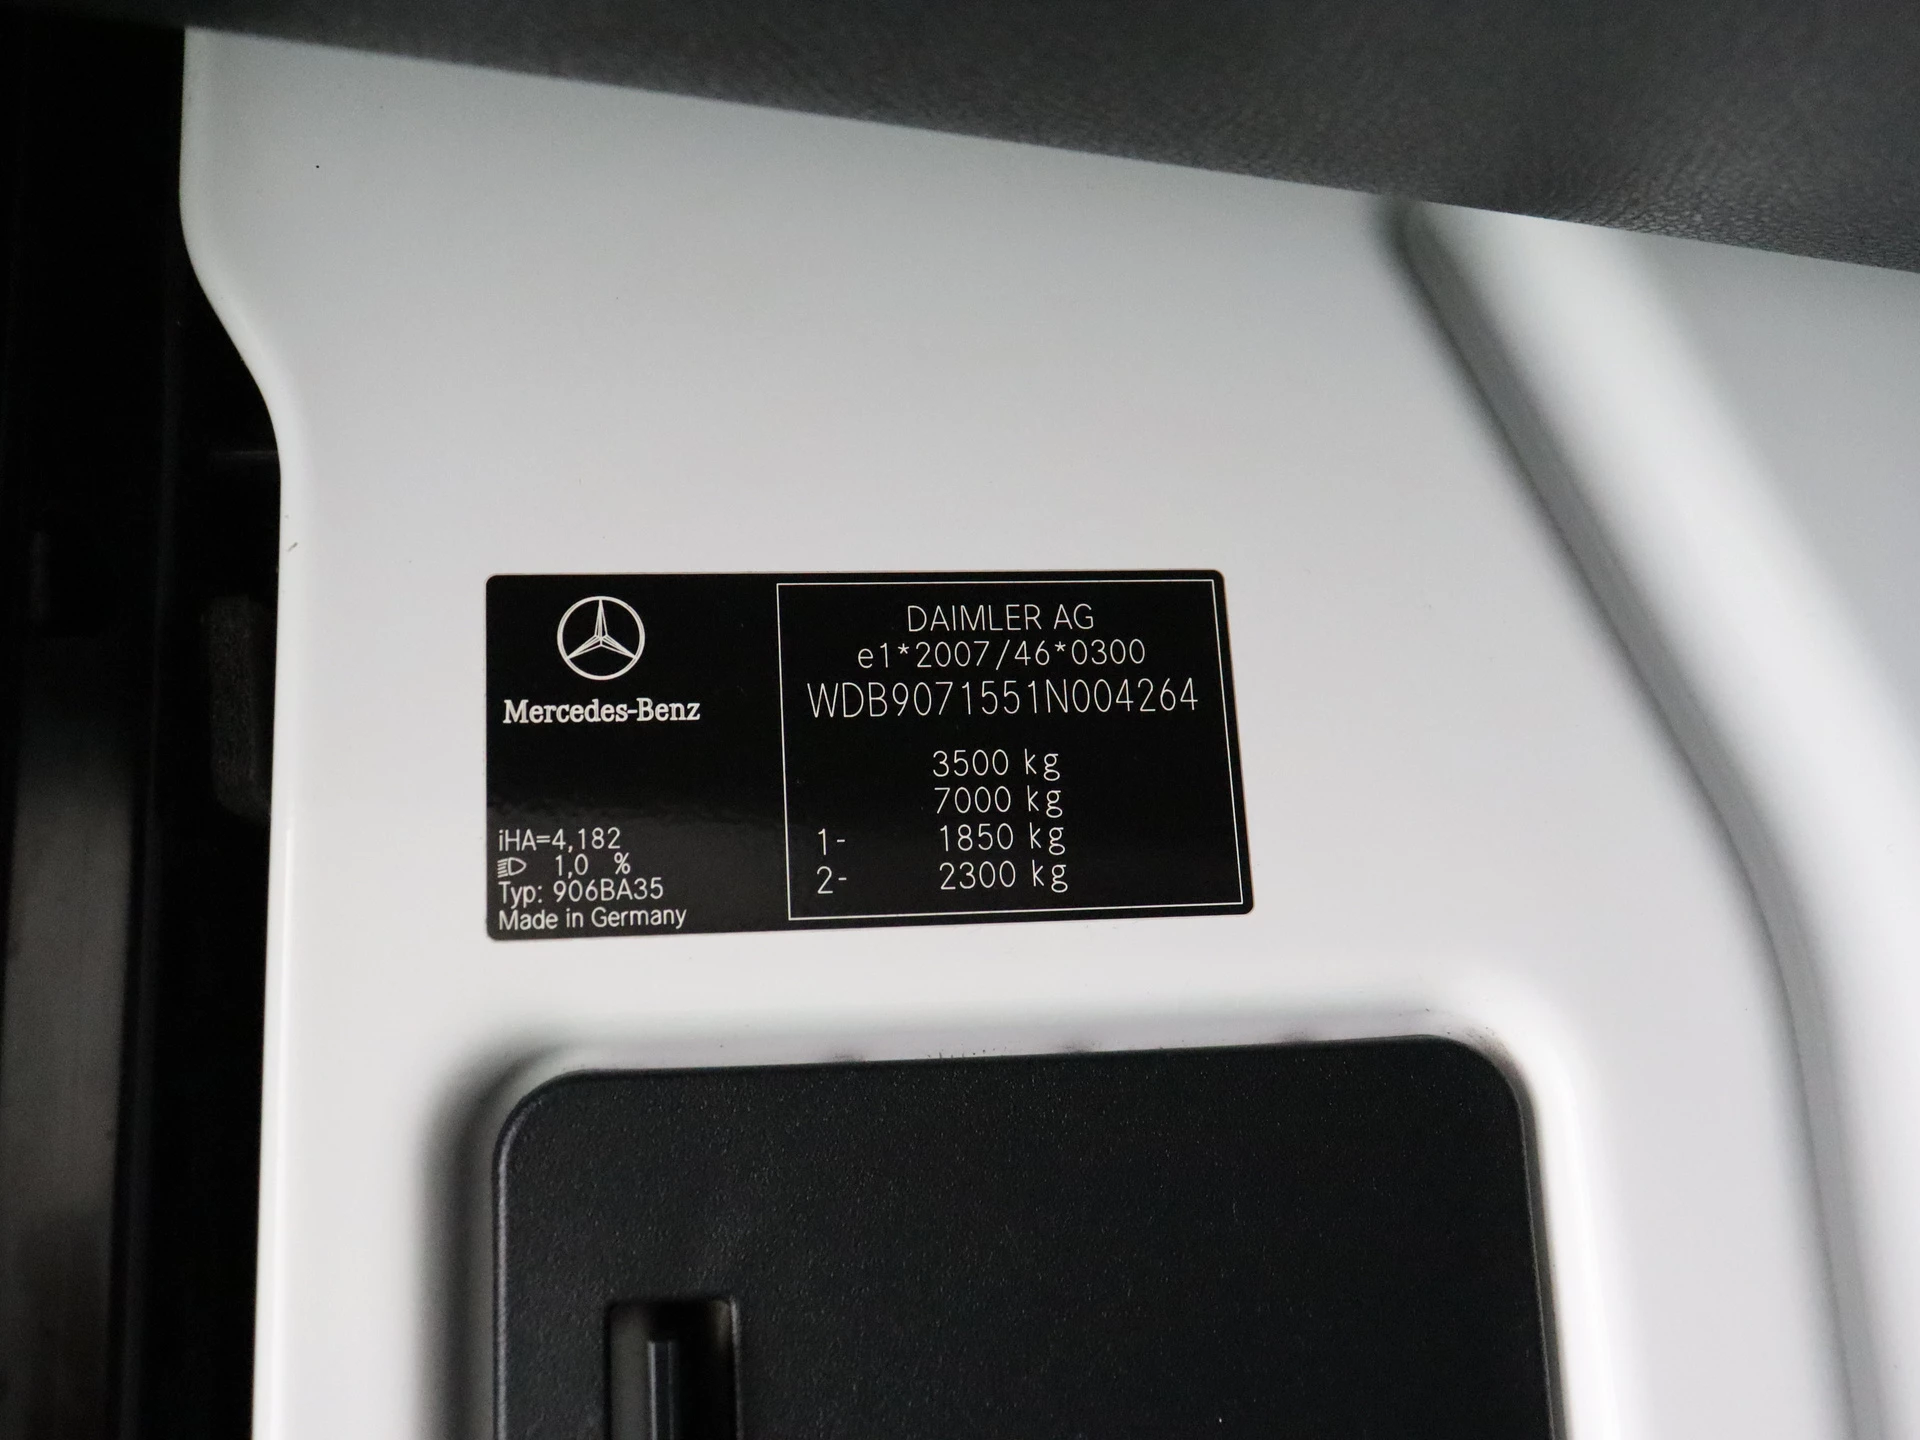 Mercedes-Benz
iHA=4,182
1,0 %
Typ: 906BA35
Made in Germany
DAIMLER AG
e1*2007/46*0300
WDB9071551N004264
3500 kg
7000 kg
1- 1850 kg
2- 2300 kg